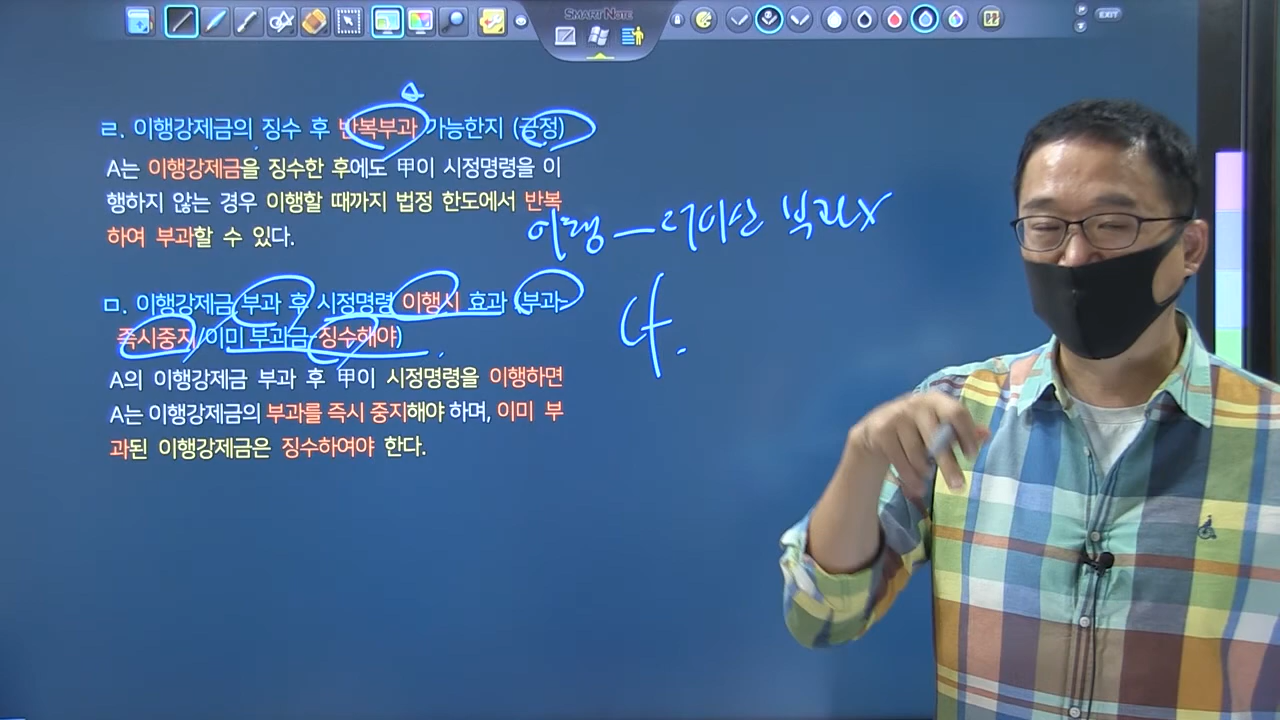 SMARTNOTE
EXIT
ㄹ. 이행강제금의 징수 후 반복부과 가능한지 (긍정)
A는 이행강제금을 징수한 후에도 甲이 시정명령을 이
행하지 않는 경우 이행할 때까지 법정 한도에서 반복
하여 부과할 수 있다.
이행 — 더이상 부과X
ㅁ. 이행강제금 부과 후 시정명령 이행시 효과 (부과-
즉시중지/이미 부과금-징수해야)
A의 이행강제금 부과 후 甲이 시정명령을 이행하면
A는 이행강제금의 부과를 즉시 중지해야 하며, 이미 부
과된 이행강제금은 징수하여야 한다.